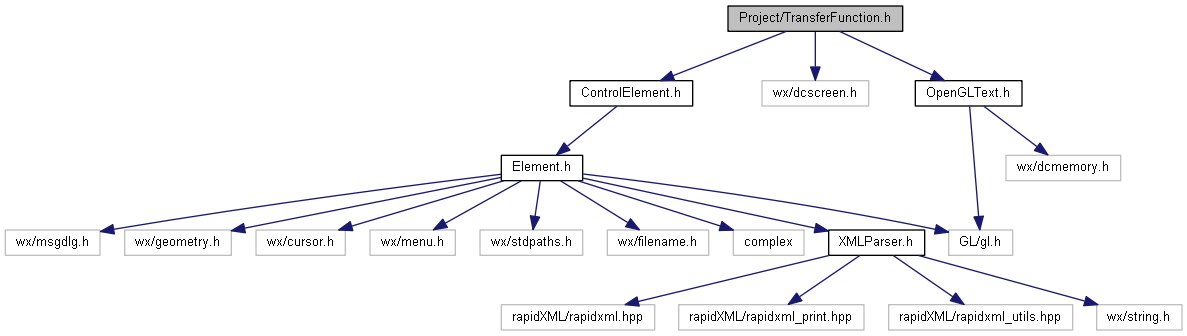 Project/TransferFunction.h
ControlElement.h
wx/dcscreen.h
OpenGLText.h
Element.h
wx/dcmemory.h
wx/msgdlg.h
wx/geometry.h
wx/cursor.h
wx/menu.h
wx/stdpaths.h
wx/filename.h
complex
XMLParser.h
GL/gl.h
rapidXML/rapidxml.hpp
rapidXML/rapidxml_print.hpp
rapidXML/rapidxml_utils.hpp
wx/string.h